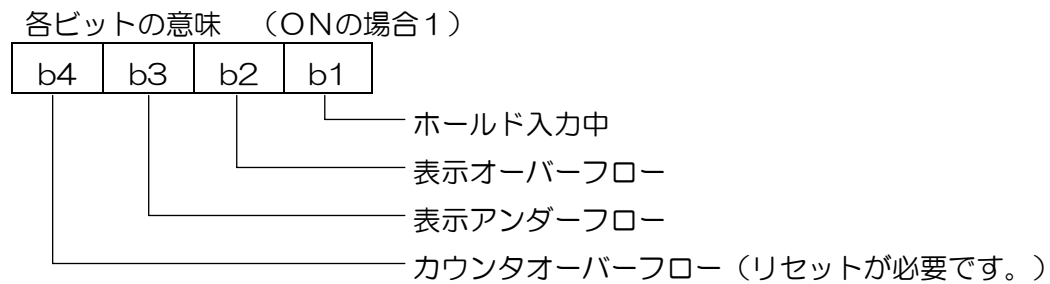 各ビットの意味　（ＯＮの場合１）
b4 b3 b2 b1
ホールド入力中
表示オーバーフロー
表示アンダーフロー
カウンタオーバーフロー（リセットが必要です。）